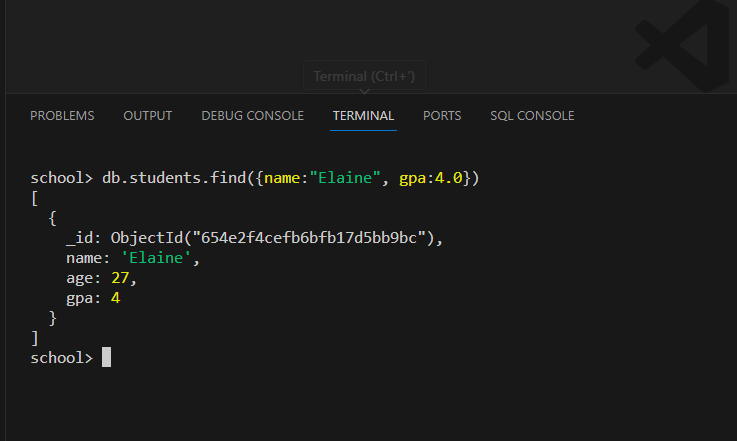 Terminal (Ctrl+')
PROBLEMS OUTPUT DEBUG CONSOLE TERMINAL PORTS SQL CONSOLE
school> db.students.find({name:"Elaine", gpa:4.0})
[
  {
    _id: ObjectId("654e2f4cefb6bfb17d5bb9bc"),
    name: 'Elaine',
    age: 27,
    gpa: 4
  }
]
school>